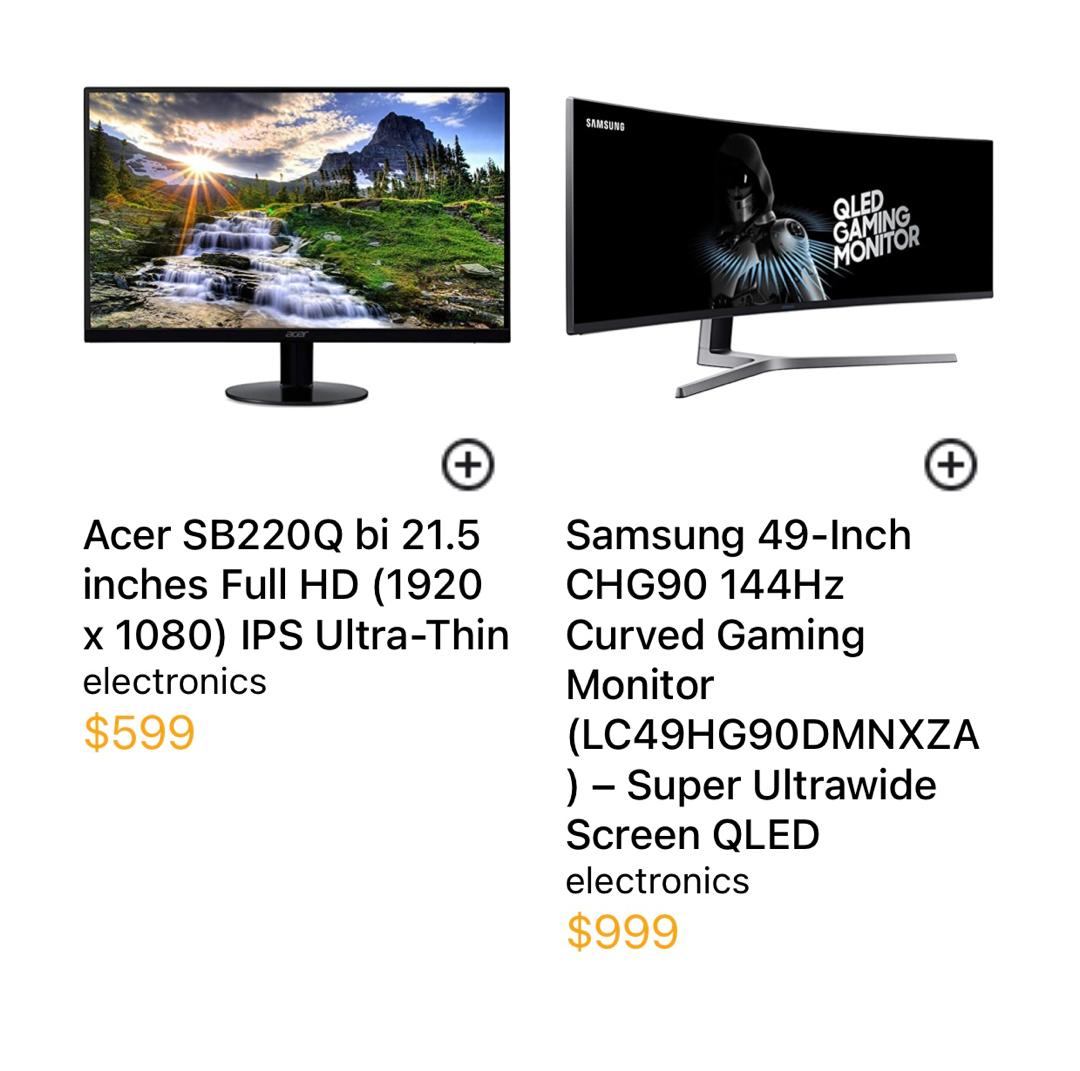 acer
SAMSUNG
QLED
GAMING
MONITOR
Acer SB220Q bi 21.5
inches Full HD (1920
x 1080) IPS Ultra-Thin
electronics
$599
Samsung 49-Inch
CHG90 144Hz
Curved Gaming
Monitor
(LC49HG90DMNXZA
) – Super Ultrawide
Screen QLED
electronics
$999